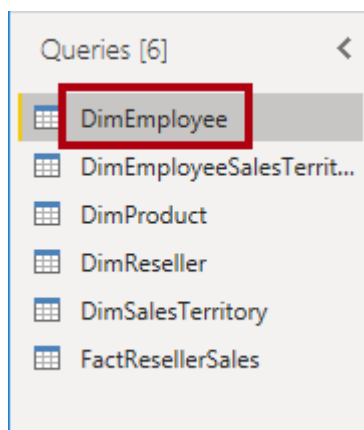 Queries [6]
DimEmployee
DimEmployeeSalesTerrit...
DimProduct
DimReseller
DimSalesTerritory
FactResellerSales